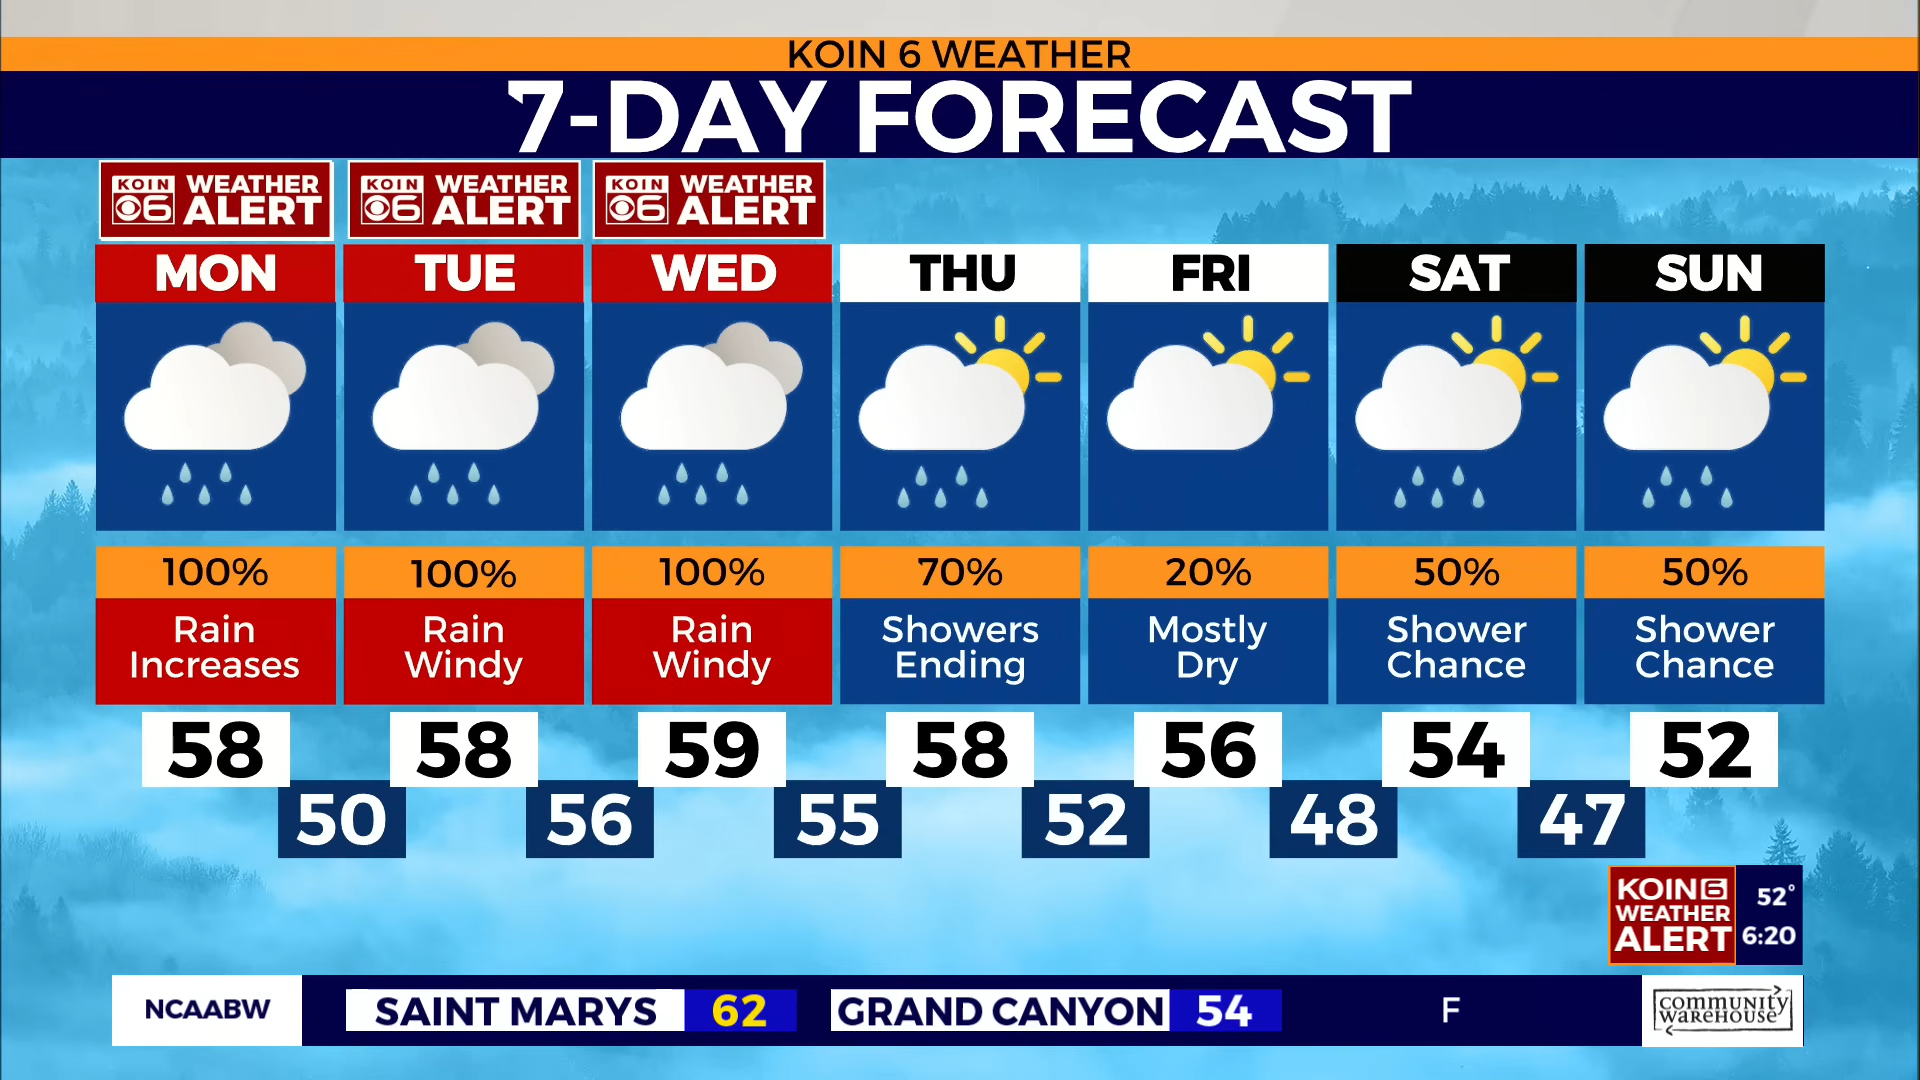 KOIN 6 WEATHER
7-DAY FORECAST
KOIN 6 WEATHER ALERT
KOIN 6 WEATHER ALERT
KOIN 6 WEATHER ALERT
MON TUE WED THU FRI SAT SUN
100% 100% 100% 70% 20% 50% 50%
Rain Rain Rain Showers Mostly Shower Shower
Increases Windy Windy Ending Dry Chance Chance
58 58 59 58 56 54 52
50 56 55 52 48 47
KOIN 6
WEATHER
ALERT
52°
6:20
NCAABW SAINT MARYS 62 GRAND CANYON 54 F
community
warehouse